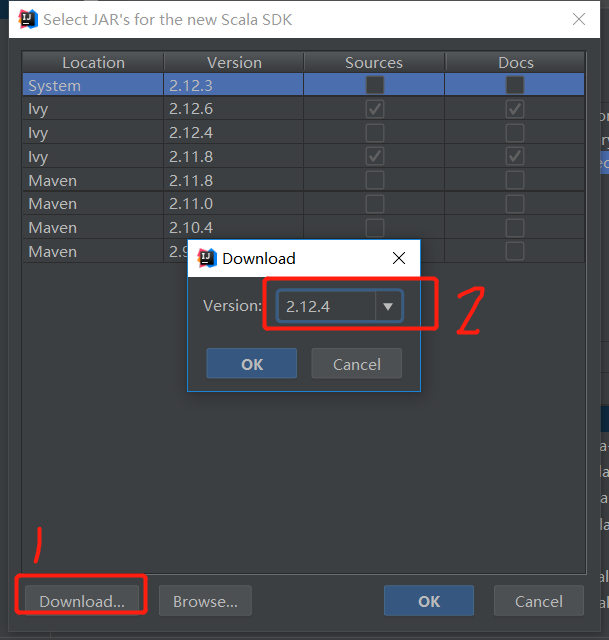 Select JAR's for the new Scala SDK
Location Version Sources Docs
System 2.12.3
Ivy 2.12.6
Ivy 2.12.4
Ivy 2.11.8
Maven 2.11.8
Maven 2.11.0
Maven 2.10.4
Maven
Download
Version: 2.12.4
2
OK Cancel
1
Download... Browse... OK Cancel